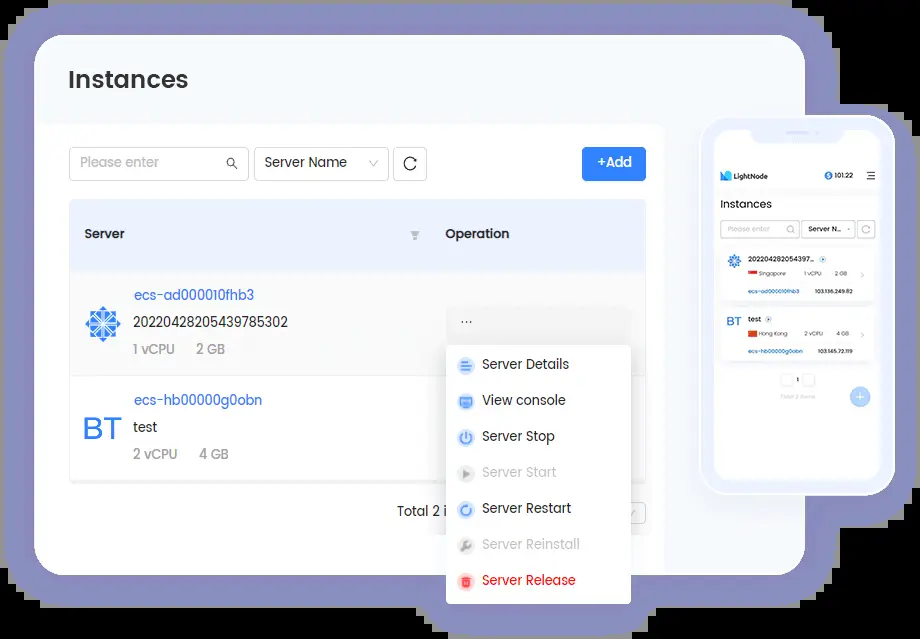 Instances
Please enter
Server Name
+Add
Server
Operation
ecs-ad000010fhb3
20220428205439785302
1 vCPU 2 GB
...
ecs-hb00000g0obn
BT
test
2 vCPU 4 GB
Total 2 i
Server Details
View console
Server Stop
Server Start
Server Restart
Server Reinstall
Server Release
LightNode
101.22
Instances
Please enter
Server N...
202204282054397...
Singapore 1 vCPU 2 GB
ecs-ad000010fhb3 103.136.249.82
BT
test
Hong Kong 2 vCPU 4 GB
ecs-hb00000g0obn 103.165.72.119
1
Total 2 items
+